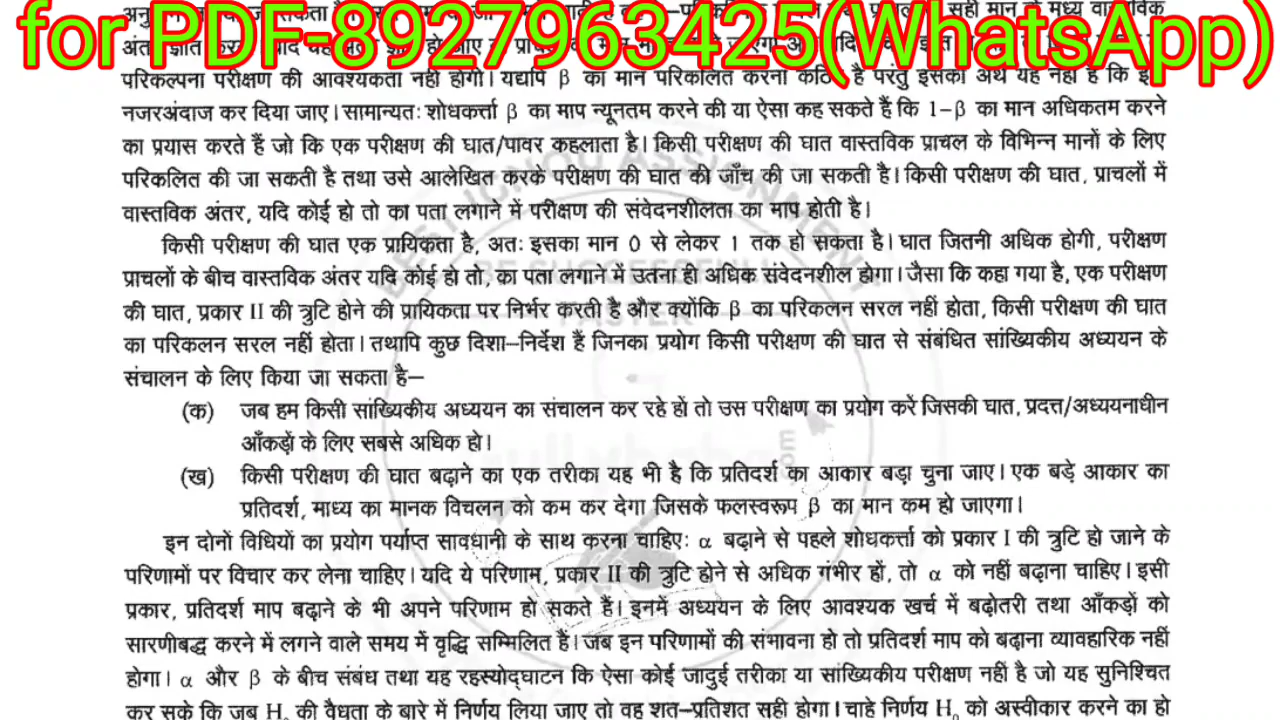 for PDF-8927963425(WhatsApp)
परिकल्पना परीक्षण की आवश्यकता नहीं होगी। यद्यपि β का मान परिकलित करना कठिन है परंतु इसका अर्थ यह नहीं है कि इसे
नजरअंदाज कर दिया जाए। सामान्यतः शोधकर्त्ता β का माप न्यूनतम करने की या ऐसा कह सकते हैं कि 1–β का मान अधिकतम करने
का प्रयास करते हैं जो कि एक परीक्षण की घात/पावर कहलाता है। किसी परीक्षण की घात वास्तविक प्राचल के विभिन्न मानों के लिए
परिकलित की जा सकती है तथा उसे आलेखित करके परीक्षण की घात की जाँच की जा सकती है। किसी परीक्षण की घात, प्राचलों में
वास्तविक अंतर, यदि कोई हो तो का पता लगाने में परीक्षण की संवेदनशीलता का माप होती है।
किसी परीक्षण की घात एक प्रायिकता है, अतः इसका मान 0 से लेकर 1 तक हो सकता है। घात जितनी अधिक होगी, परीक्षण
प्राचलों के बीच वास्तविक अंतर यदि कोई हो तो, का पता लगाने में उतना ही अधिक संवेदनशील होगा। जैसा कि कहा गया है, एक परीक्षण
की घात, प्रकार II की त्रुटि होने की प्रायिकता पर निर्भर करती है और क्योंकि β का परिकलन सरल नहीं होता, किसी परीक्षण की घात
का परिकलन सरल नहीं होता। तथापि कुछ दिशा–निर्देश हैं जिनका प्रयोग किसी परीक्षण की घात से संबंधित सांख्यिकीय अध्ययन के
संचालन के लिए किया जा सकता है–
(क) जब हम किसी सांख्यिकीय अध्ययन का संचालन कर रहे हों तो उस परीक्षण का प्रयोग करें जिसकी घात, प्रदत्त/अध्ययनाधीन
आँकड़ों के लिए सबसे अधिक हो।
(ख) किसी परीक्षण की घात बढ़ाने का एक तरीका यह भी है कि प्रतिदर्श का आकार बड़ा चुना जाए। एक बड़े आकार का
प्रतिदर्श, माध्य का मानक विचलन को कम कर देगा जिसके फलस्वरूप β का मान कम हो जाएगा।
इन दोनों विधियों का प्रयोग पर्याप्त सावधानी के साथ करना चाहिए: α बढ़ाने से पहले शोधकर्त्ता को प्रकार I की त्रुटि हो जाने के
परिणामों पर विचार कर लेना चाहिए। यदि ये परिणाम, प्रकार II की त्रुटि होने से अधिक गंभीर हों, तो α को नहीं बढ़ाना चाहिए। इसी
प्रकार, प्रतिदर्श माप बढ़ाने के भी अपने परिणाम हो सकते हैं। इनमें अध्ययन के लिए आवश्यक खर्च में बढ़ोतरी तथा आँकड़ों को
सारणीबद्ध करने में लगने वाले समय में वृद्धि सम्मिलित हैं। जब इन परिणामों की संभावना हो तो प्रतिदर्श माप को बढ़ाना व्यावहारिक नहीं
होगा। α और β के बीच संबंध तथा यह रहस्योद्घाटन कि ऐसा कोई जादुई तरीका या सांख्यिकीय परीक्षण नहीं है जो यह सुनिश्चित
कर सके कि जब H₀ की वैधता के बारे में निर्णय लिया जाए तो वह शत–प्रतिशत सही होगा। चाहे निर्णय H₀ को अस्वीकार करने का हो
BEST IGNOU ASSIGNMENT
BE SUCCESSFUL
FASTER
.com